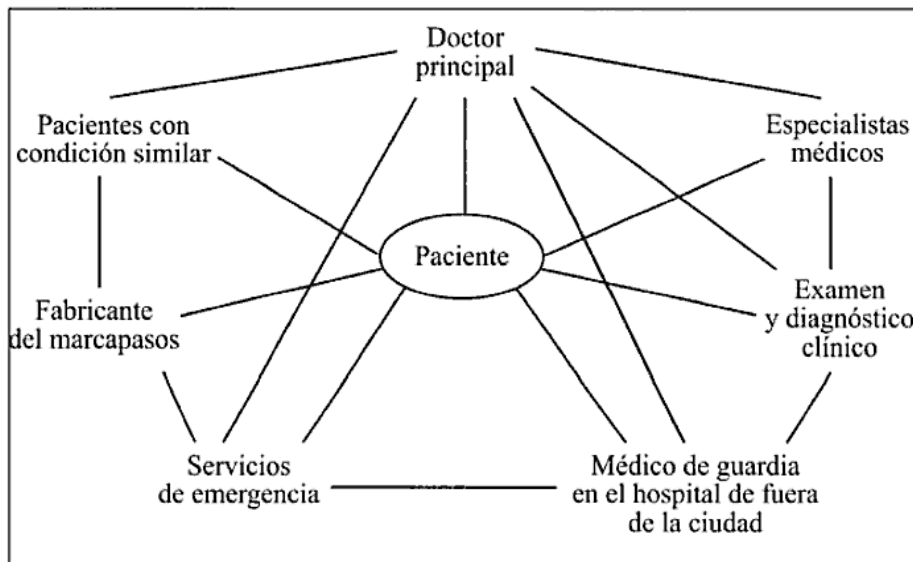 Doctor
principal
Pacientes con
condición similar
Especialistas
médicos
Paciente
Fabricante
del marcapasos
Examen
y diagnóstico
clínico
Servicios
de emergencia
Médico de guardia
en el hospital de fuera
de la ciudad